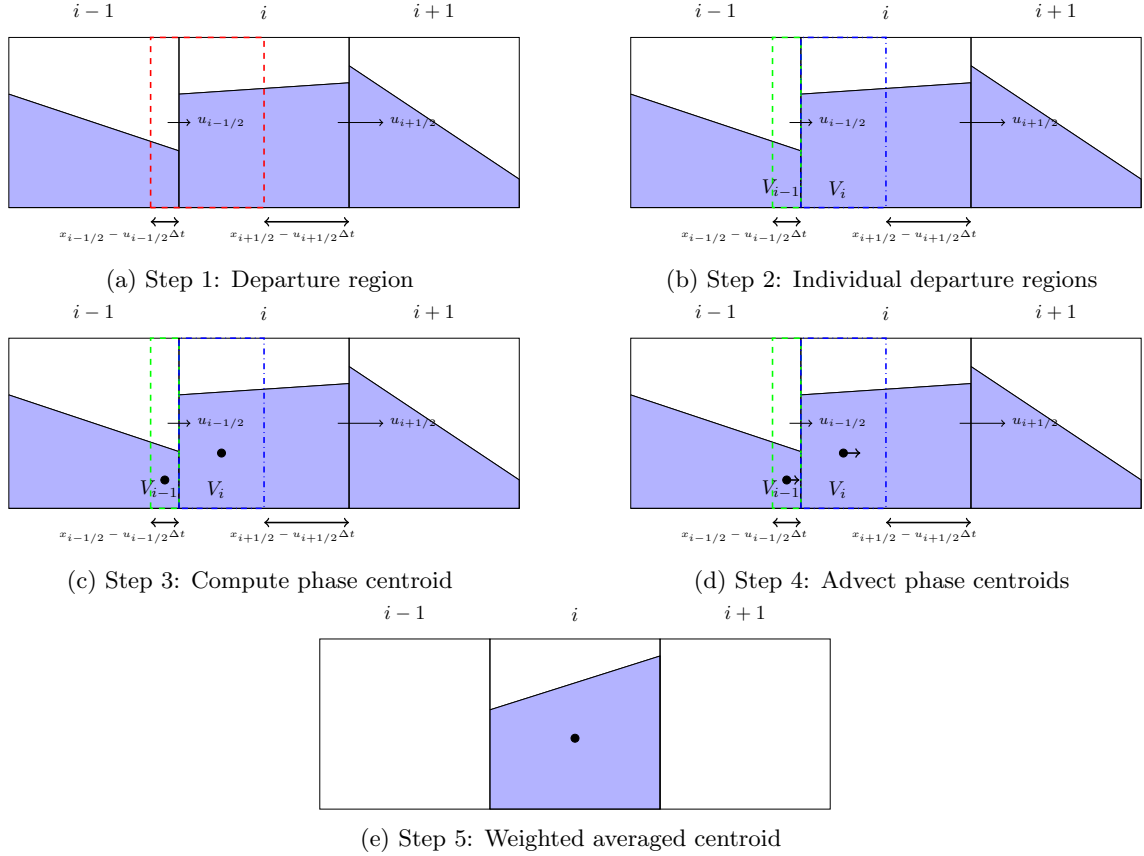 i − 1 i i + 1 i − 1 i i + 1
u_{i−1/2} u_{i+1/2} u_{i−1/2} u_{i+1/2}
V_{i−1} V_i
x_{i−1/2} − u_{i−1/2}Δt x_{i+1/2} − u_{i+1/2}Δt x_{i−1/2} − u_{i−1/2}Δt x_{i+1/2} − u_{i+1/2}Δt
(a) Step 1: Departure region (b) Step 2: Individual departure regions
i − 1 i i + 1 i − 1 i i + 1
u_{i−1/2} u_{i+1/2} u_{i−1/2} u_{i+1/2}
V_{i−1} V_i V_{i−1} V_i
x_{i−1/2} − u_{i−1/2}Δt x_{i+1/2} − u_{i+1/2}Δt x_{i−1/2} − u_{i−1/2}Δt x_{i+1/2} − u_{i+1/2}Δt
(c) Step 3: Compute phase centroid (d) Step 4: Advect phase centroids
i − 1 i i + 1
(e) Step 5: Weighted averaged centroid